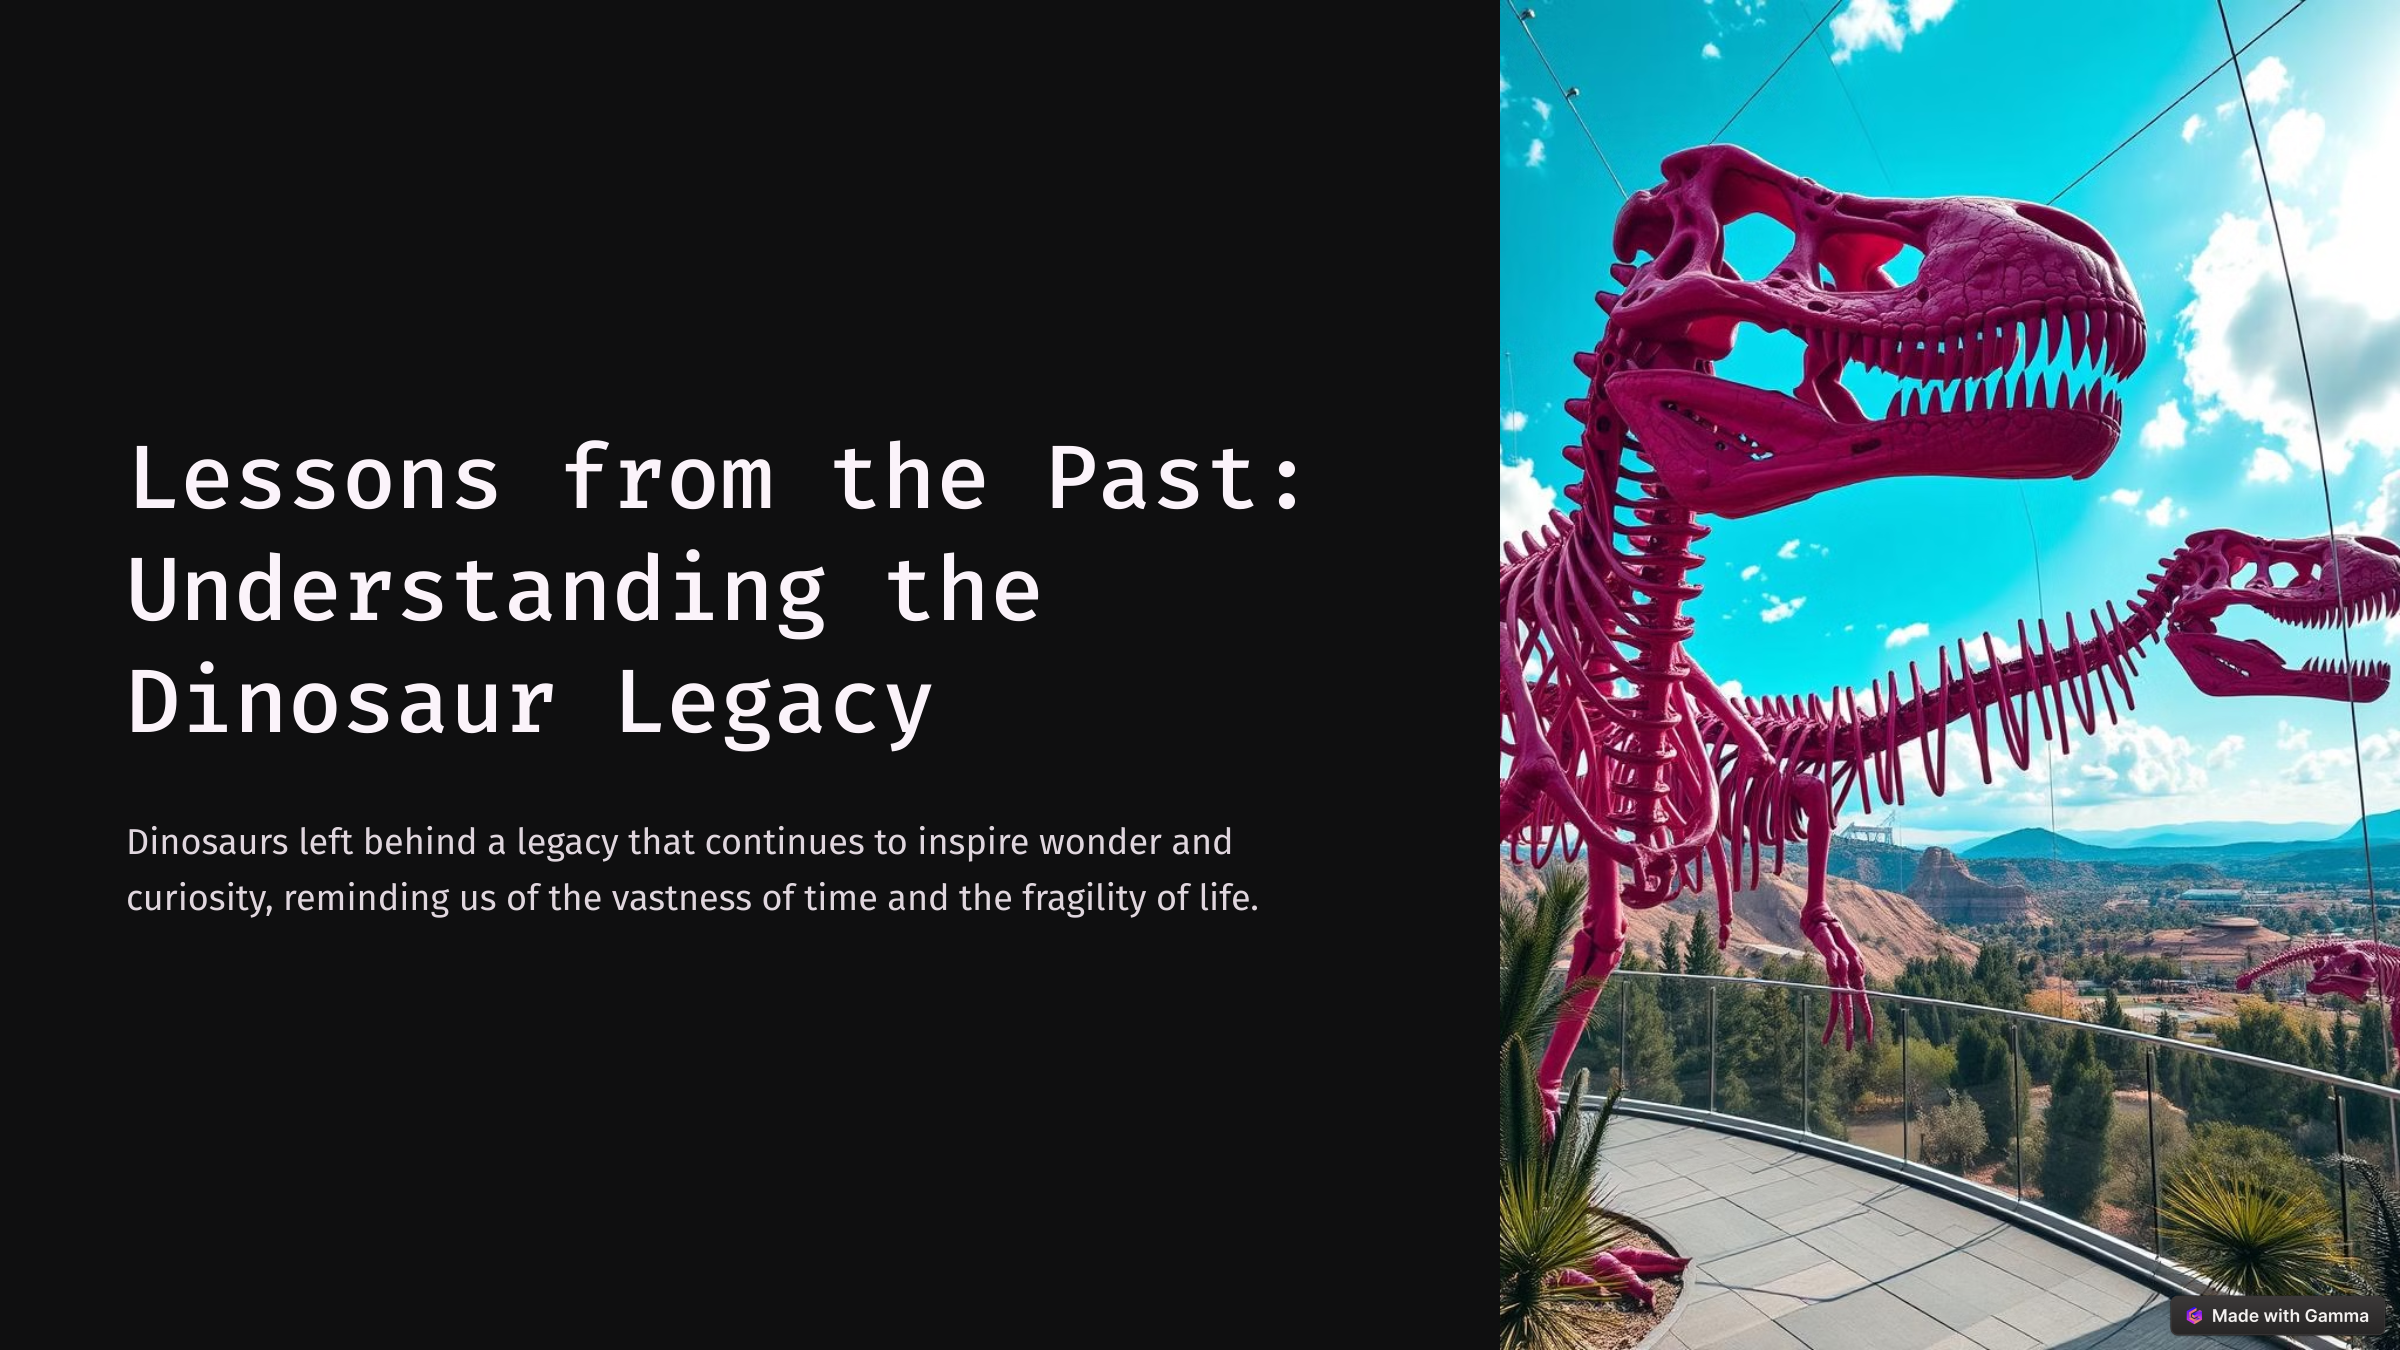 Lessons from the Past:
Understanding the
Dinosaur Legacy
Dinosaurs left behind a legacy that continues to inspire wonder and
curiosity, reminding us of the vastness of time and the fragility of life.
Made with Gamma